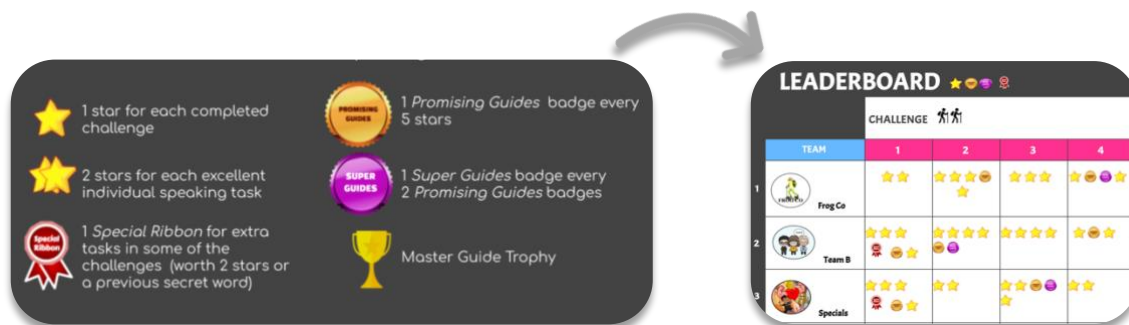 1 star for each completed
challenge
2 stars for each excellent
individual speaking task
Special
Ribbon
1 Special Ribbon for extra
tasks in some of the
challenges (worth 2 stars or
a previous secret word)
PROMISING
GUIDES
1 Promising Guides badge every
5 stars
SUPER
GUIDES
1 Super Guides badge every
2 Promising Guides badges
Master Guide Trophy
LEADERBOARD
CHALLENGE
TEAM 1 2 3 4
1
Frog Co
2
Team B
3
Specials